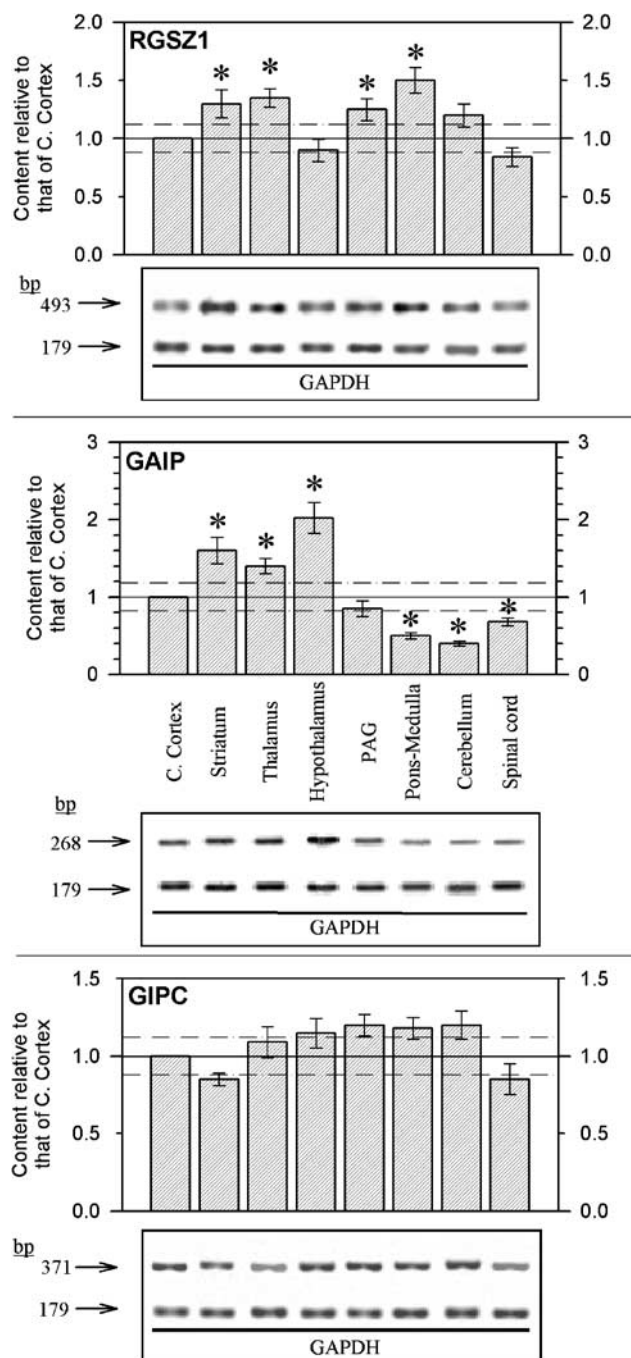 RGSZ1
Content relative to
that of C. Cortex
2.0 2.0
1.5 1.5
1.0 1.0
0.5 0.5
0.0 0.0
* * * *
bp
493
179
GAPDH
GAIP
Content relative to
that of C. Cortex
3 3
2 2
1 1
0 0
* * * * * *
C. Cortex
Striatum
Thalamus
Hypothalamus
PAG
Pons-Medulla
Cerebellum
Spinal cord
bp
268
179
GAPDH
GIPC
Content relative to
that of C. Cortex
1.5 1.5
1.0 1.0
0.5 0.5
0.0 0.0
bp
371
179
GAPDH